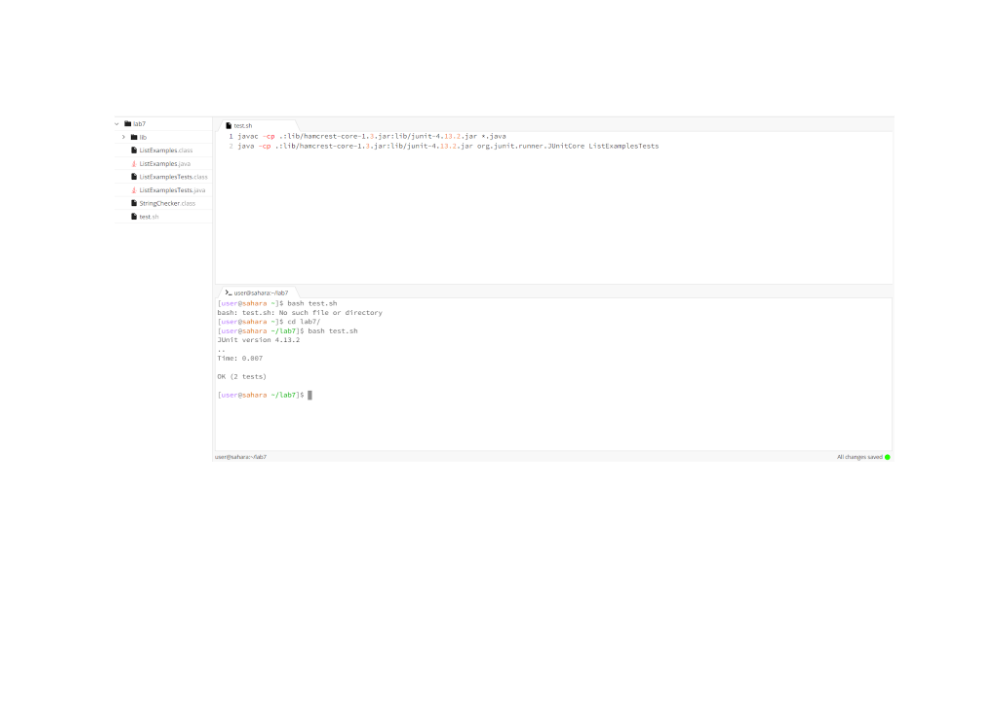 lab7
lib
ListExamples.class
ListExamples.java
ListExamplesTests.class
ListExamplesTests.java
StringChecker.class
test.sh
test.sh
1 javac -cp .:lib/hamcrest-core-1.3.jar:lib/junit-4.13.2.jar *.java
2 java -cp .:lib/hamcrest-core-1.3.jar:lib/junit-4.13.2.jar org.junit.runner.JUnitCore ListExamplesTests
user@sahara:~/lab7
[user@sahara ~]$ bash test.sh
bash: test.sh: No such file or directory
[user@sahara ~]$ cd lab7/
[user@sahara ~/lab7]$ bash test.sh
JUnit version 4.13.2
..
Time: 0.007
OK (2 tests)
[user@sahara ~/lab7]$
user@sahara:~/lab7
All changes saved